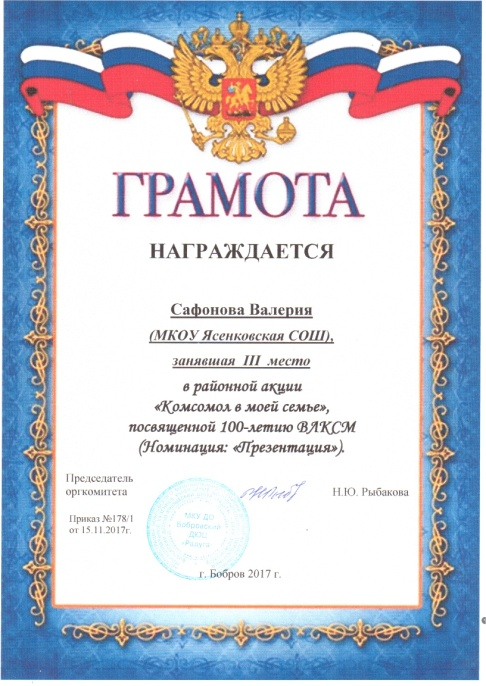 ГРАМОТА
НАГРАЖДАЕТСЯ
Сафонова Валерия
(МКОУ Ясенковская СОШ),
занявшая III место
в районной акции
«Комсомол в моей семье»,
посвященной 100-летию ВЛКСМ
(Номинация: «Презентация»).
Председатель
оргкомитета
Н.Ю. Рыбакова
Приказ №178/1
от 15.11.2017г.
МКУ ДО
Бобровский
ДЮЦ
«Радуга»
г. Бобров 2017 г.